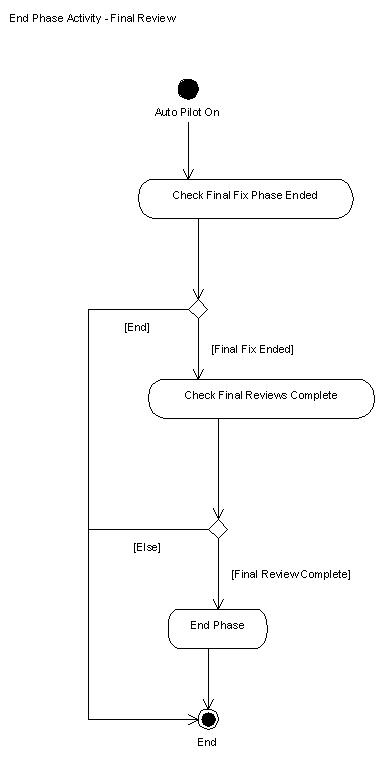 End Phase Activity - Final Review
Auto Pilot On
Check Final Fix Phase Ended
[End]
[Final Fix Ended]
Check Final Reviews Complete
[Else]
[Final Review Complete]
End Phase
End